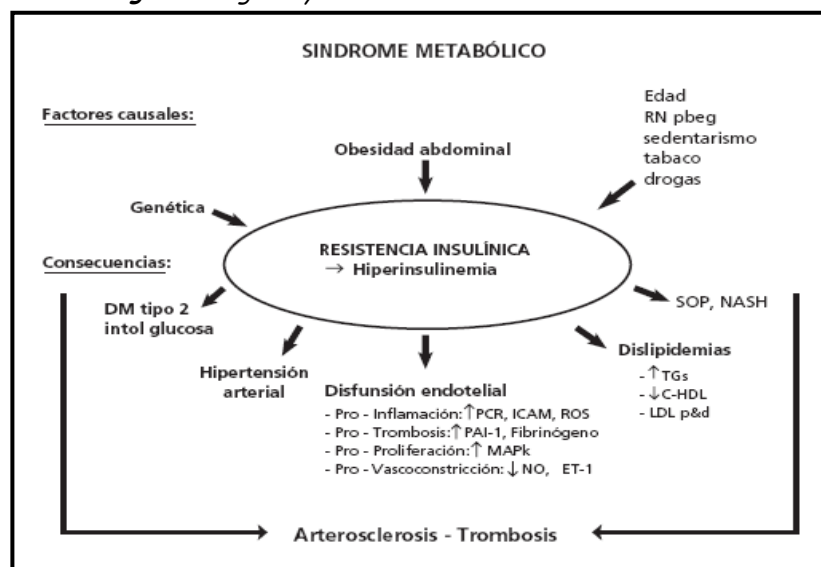 SINDROME METABÓLICO
Factores causales:
Edad
RN pbeg
sedentarismo
tabaco
drogas
Obesidad abdominal
Genética
RESISTENCIA INSULÍNICA
→ Hiperinsulinemia
Consecuencias:
DM tipo 2
intol glucosa
SOP, NASH
Hipertensión
arterial
Dislipidemias
- ↑TGs
- ↓C-HDL
- LDL p&d
Disfunsión endotelial
- Pro - Inflamación: ↑PCR, ICAM, ROS
- Pro - Trombosis: ↑ PAI-1, Fibrinógeno
- Pro - Proliferación: ↑ MAPk
- Pro - Vascoconstricción: ↓ NO, ET-1
Arterosclerosis - Trombosis